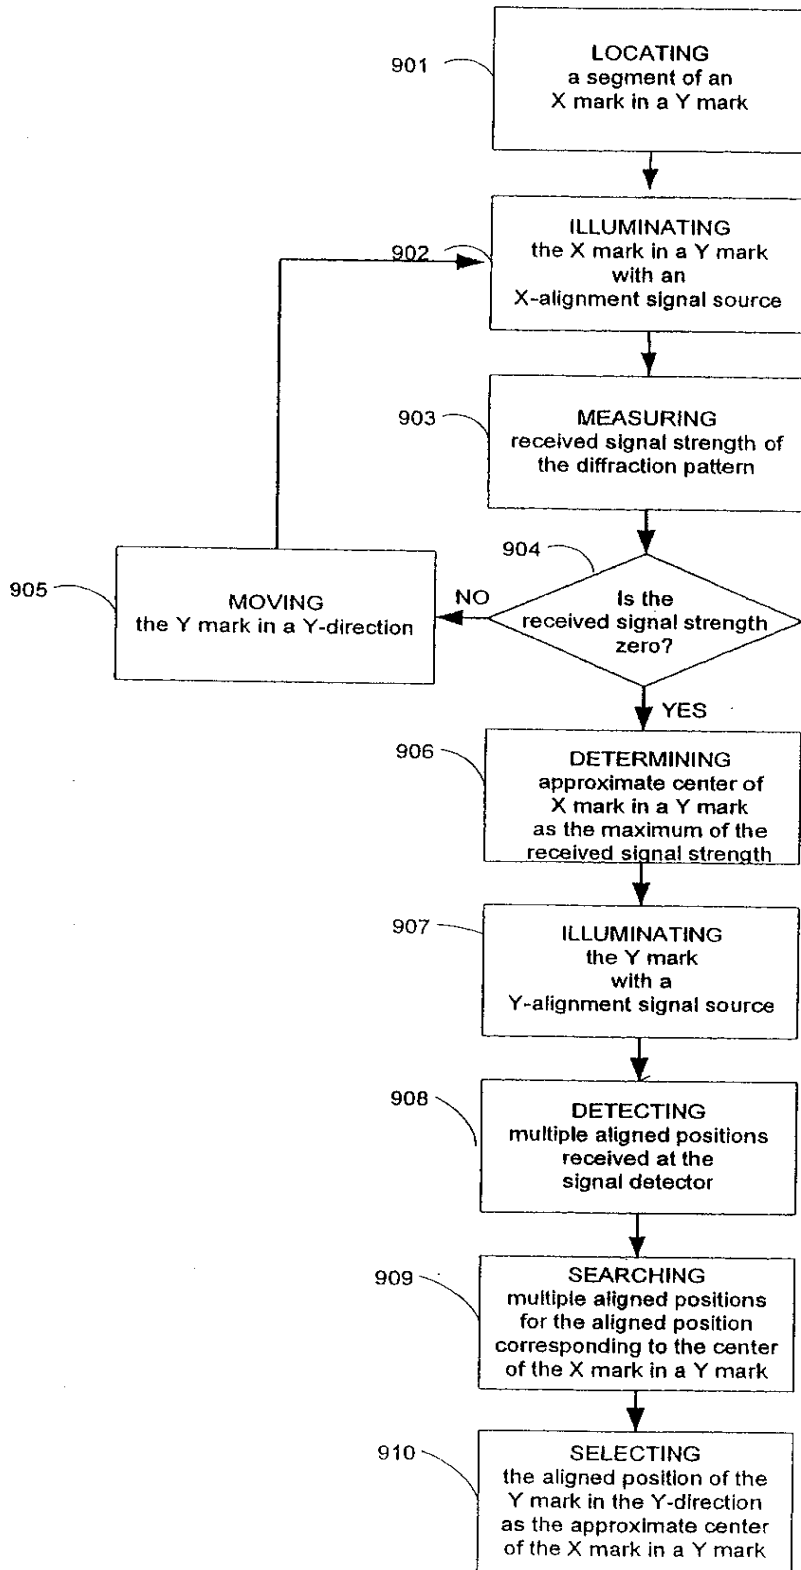 901
LOCATING
a segment of an
X mark in a Y mark
902
ILLUMINATING
the X mark in a Y mark
with an
X-alignment signal source
903
MEASURING
received signal strength of
the diffraction pattern
904
Is the
received signal strength
zero?
NO
905
MOVING
the Y mark in a Y-direction
YES
906
DETERMINING
approximate center of
X mark in a Y mark
as the maximum of the
received signal strength
907
ILLUMINATING
the Y mark
with a
Y-alignment signal source
908
DETECTING
multiple aligned positions
received at the
signal detector
909
SEARCHING
multiple aligned positions
for the aligned position
corresponding to the center
of the X mark in a Y mark
910
SELECTING
the aligned position of the
Y mark in the Y-direction
as the approximate center
of the X mark in a Y mark